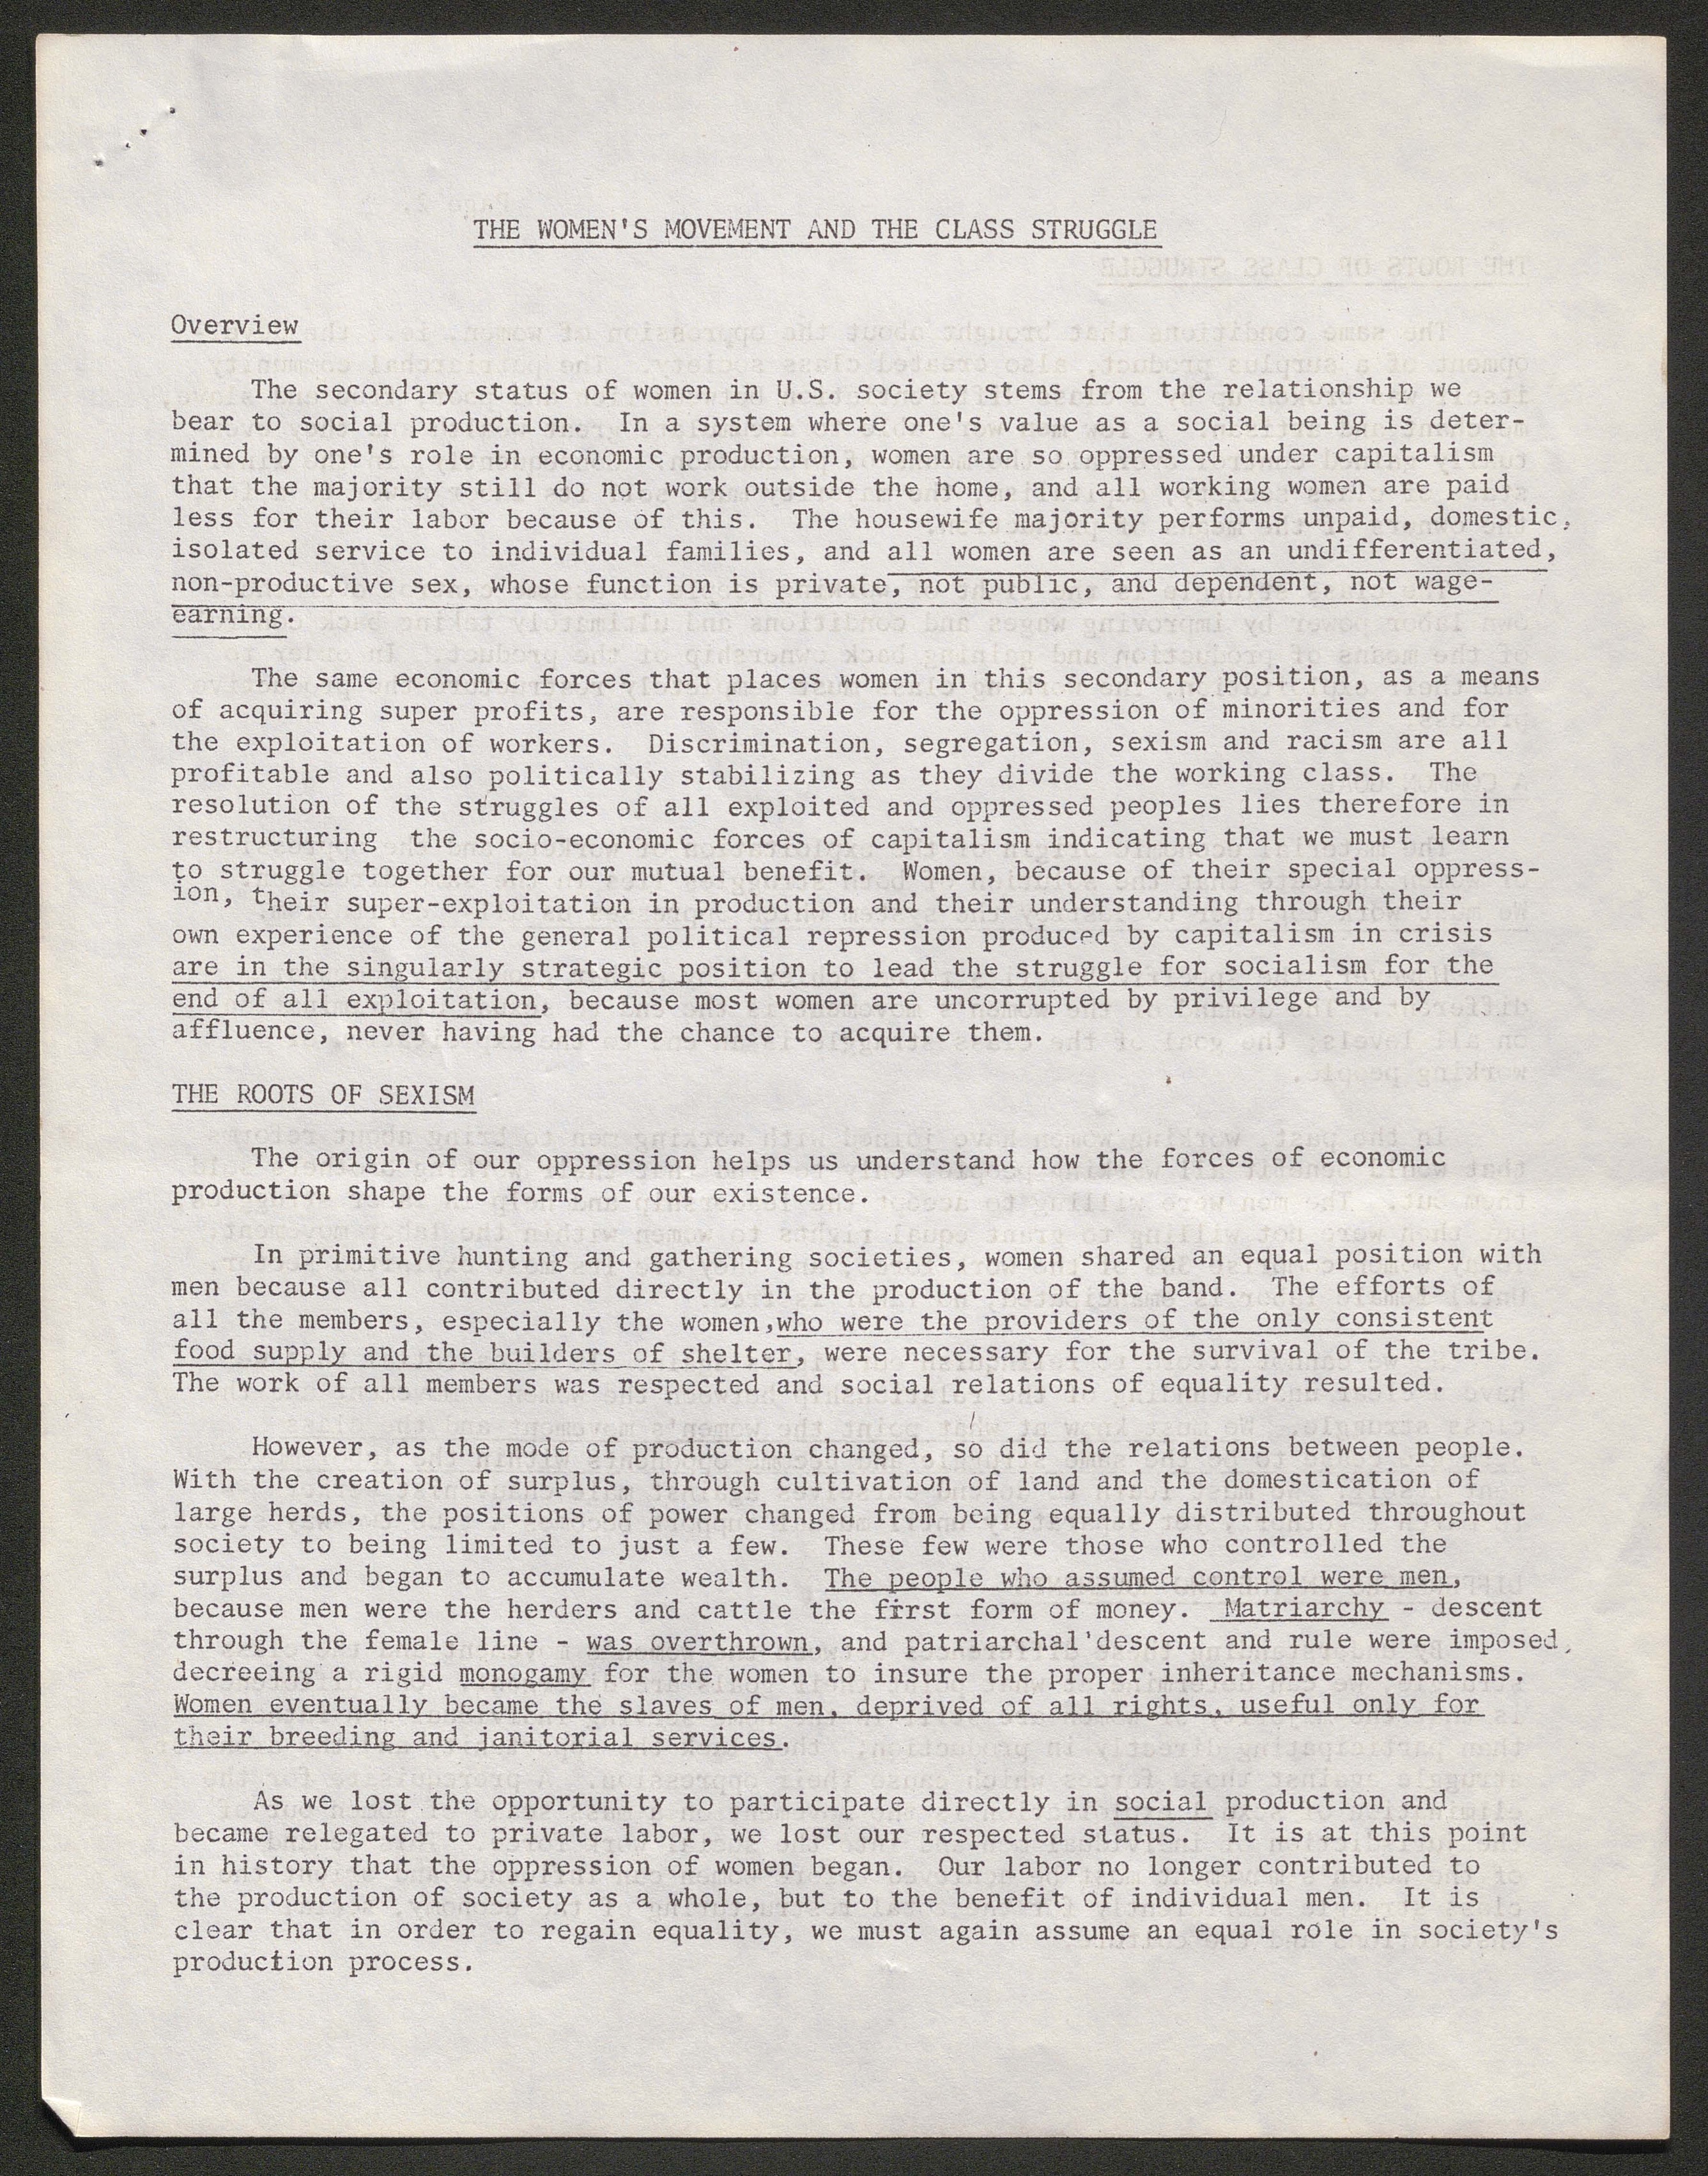 THE WOMEN'S MOVEMENT AND THE CLASS STRUGGLE
Overview
The secondary status of women in U.S. society stems from the relationship we
bear to social production. In a system where one's value as a social being is deter-
mined by one's role in economic production, women are so oppressed under capitalism
that the majority still do not work outside the home, and all working women are paid
less for their labor because of this. The housewife majority performs unpaid, domestic,
isolated service to individual families, and all women are seen as an undifferentiated,
non-productive sex, whose function is private, not public, and dependent, not wage-
earning.
The same economic forces that places women in this secondary position, as a means
of acquiring super profits, are responsible for the oppression of minorities and for
the exploitation of workers. Discrimination, segregation, sexism and racism are all
profitable and also politically stabilizing as they divide the working class. The
resolution of the struggles of all exploited and oppressed peoples lies therefore in
restructuring the socio-economic forces of capitalism indicating that we must learn
to struggle together for our mutual benefit. Women, because of their special oppress-
ion, their super-exploitation in production and their understanding through their
own experience of the general political repression produced by capitalism in crisis
are in the singularly strategic position to lead the struggle for socialism for the
end of all exploitation, because most women are uncorrupted by privilege and by
affluence, never having had the chance to acquire them.
THE ROOTS OF SEXISM
The origin of our oppression helps us understand how the forces of economic
production shape the forms of our existence.
In primitive hunting and gathering societies, women shared an equal position with
men because all contributed directly in the production of the band. The efforts of
all the members, especially the women,who were the providers of the only consistent
food supply and the builders of shelter, were necessary for the survival of the tribe.
The work of all members was respected and social relations of equality resulted.
However, as the mode of production changed, so did the relations between people.
With the creation of surplus, through cultivation of land and the domestication of
large herds, the positions of power changed from being equally distributed throughout
society to being limited to just a few. These few were those who controlled the
surplus and began to accumulate wealth. The people who assumed control were men,
because men were the herders and cattle the first form of money. Matriarchy - descent
through the female line - was overthrown, and patriarchal'descent and rule were imposed,
decreeing a rigid monogamy for the women to insure the proper inheritance mechanisms.
Women eventually became the slaves of men, deprived of all rights, useful only for
their breeding and janitorial services.
As we lost the opportunity to participate directly in social production and
became relegated to private labor, we lost our respected status. It is at this point
in history that the oppression of women began. Our labor no longer contributed to
the production of society as a whole, but to the benefit of individual men. It is
clear that in order to regain equality, we must again assume an equal role in society's
production process.